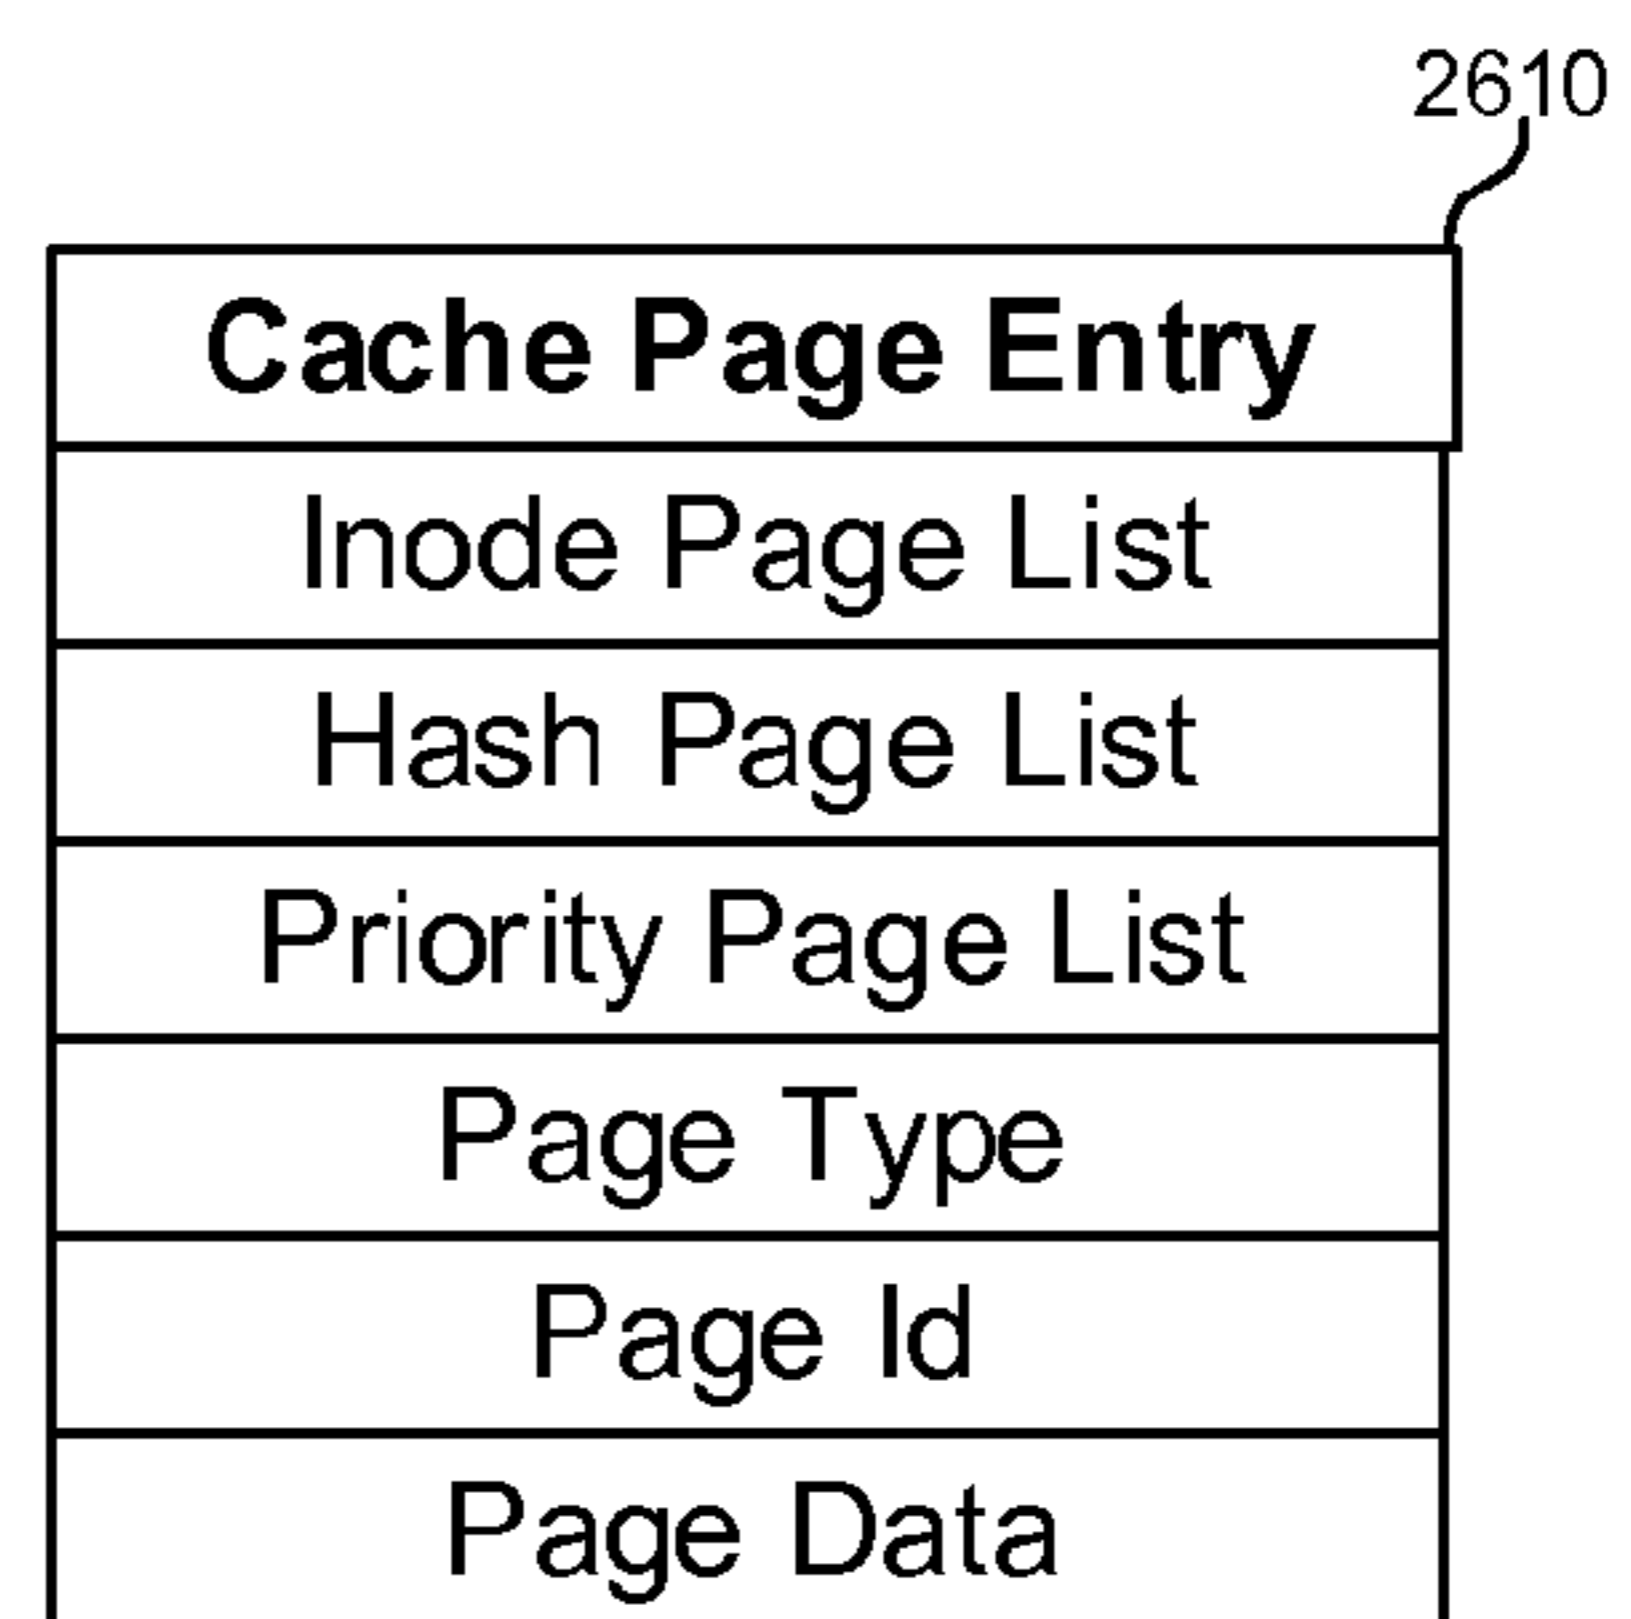 2610
Cache Page Entry
Inode Page List
Hash Page List
Priority Page List
Page Type
Page Id
Page Data